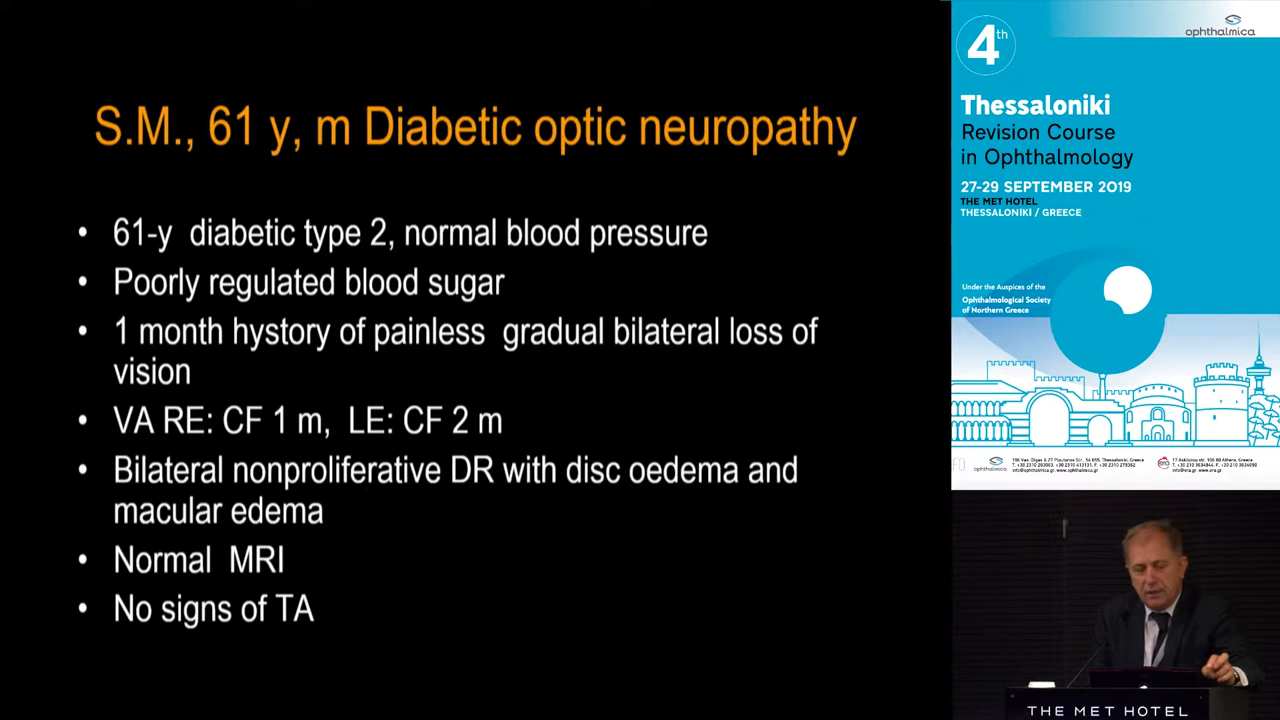 S.M., 61 y, m Diabetic optic neuropathy
• 61-y diabetic type 2, normal blood pressure
• Poorly regulated blood sugar
• 1 month hystory of painless gradual bilateral loss of
vision
• VA RE: CF 1 m, LE: CF 2 m
• Bilateral nonproliferative DR with disc oedema and
macular edema
• Normal MRI
• No signs of TA
ophthalmica
4th
Thessaloniki
Revision Course
in Ophthalmology
27-29 SEPTEMBER 2019
THE MET HOTEL
THESSALONIKI / GREECE
Under the Auspices of the
Ophthalmological Society
of Northern Greece
ophthalmica
THE MET HOTEL